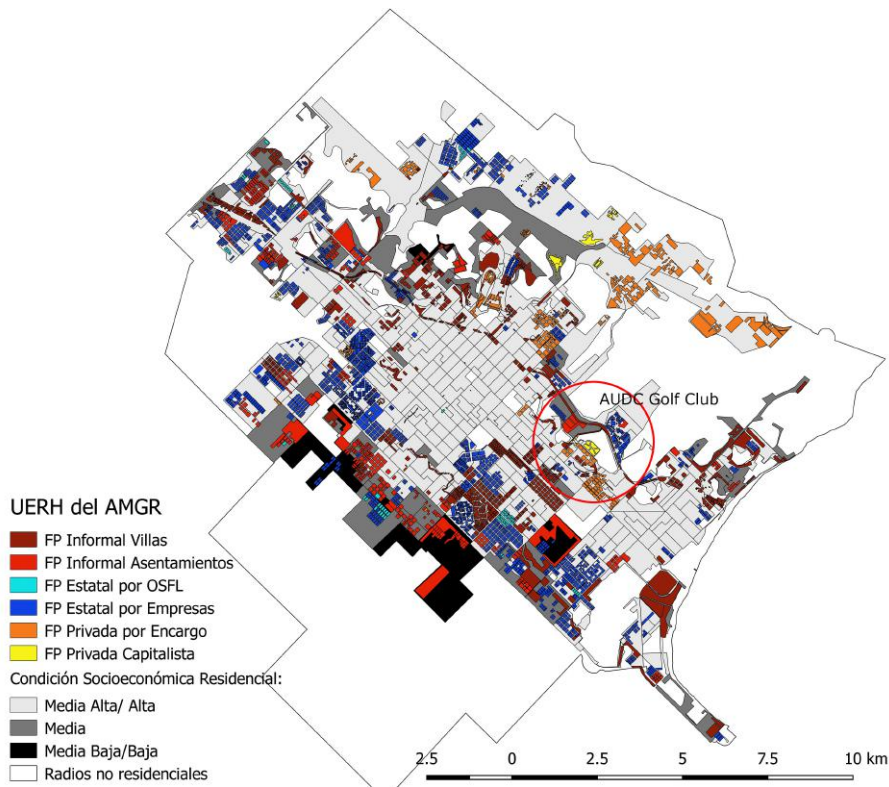 AUDC Golf Club
UERH del AMGR
FP Informal Villas
FP Informal Asentamientos
FP Estatal por OSFL
FP Estatal por Empresas
FP Privada por Encargo
FP Privada Capitalista
Condición Socioeconómica Residencial:
Media Alta/ Alta
Media
Media Baja/Baja
Radios no residenciales
2.5 0 2.5 5 7.5 10 km